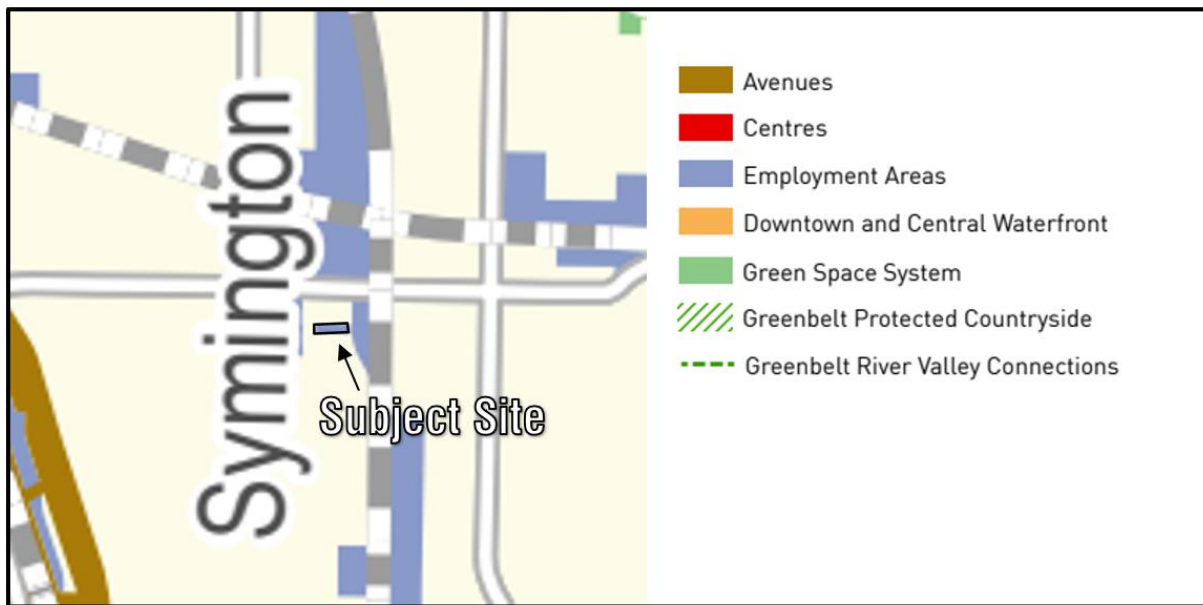 Symington
Subject Site
Avenues
Centres
Employment Areas
Downtown and Central Waterfront
Green Space System
Greenbelt Protected Countryside
Greenbelt River Valley Connections